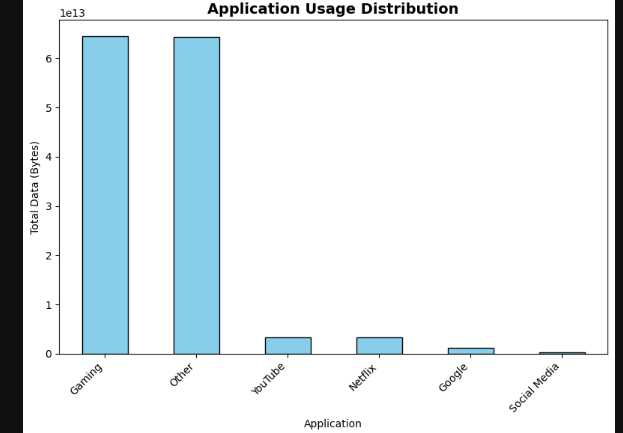 Application Usage Distribution
1e13
6
5
4
3
2
1
0
Total Data (Bytes)
Gaming
Other
YouTube
Netflix
Google
Social Media
Application